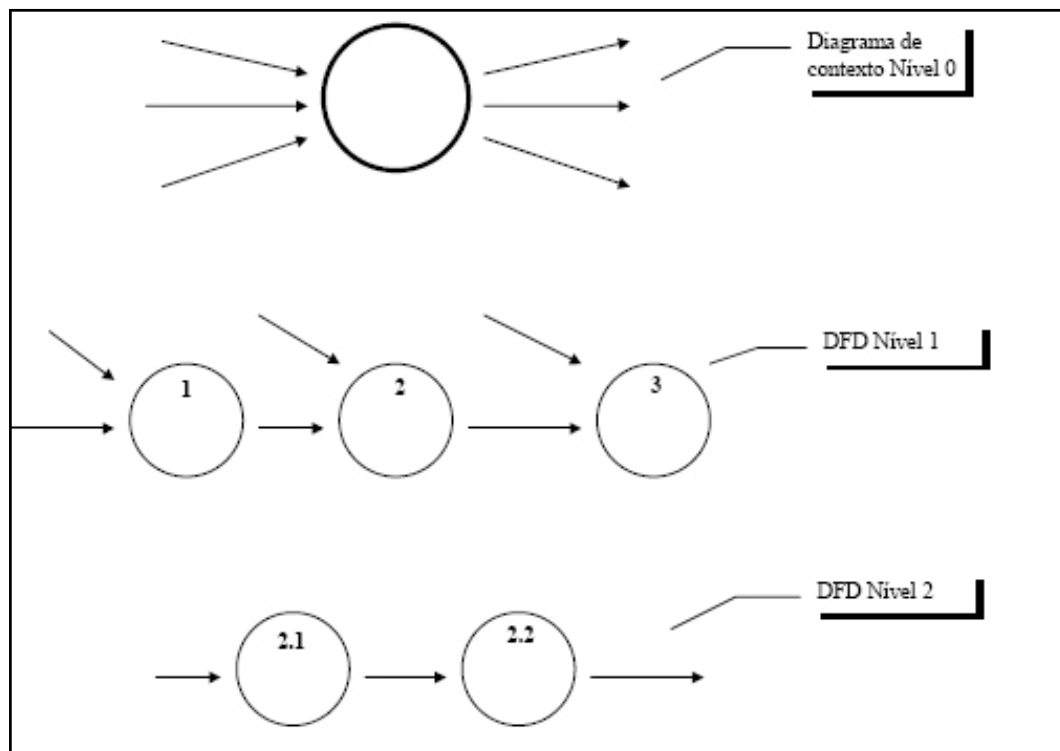 Diagrama de
contexto Nível 0
DFD Nível 1
1
2
3
DFD Nível 2
2.1
2.2